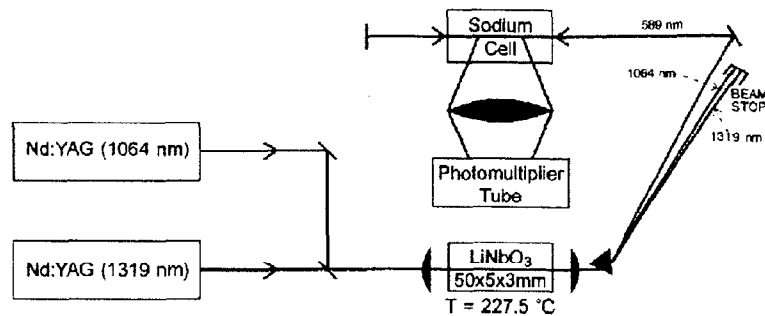 Sodium
Cell
589 nm
1064 nm
BEAM
STOP
1319 nm
Nd:YAG (1064 nm)
Photomultiplier
Tube
Nd:YAG (1319 nm)
LiNbO₃
50x5x3mm
T = 227.5 °C